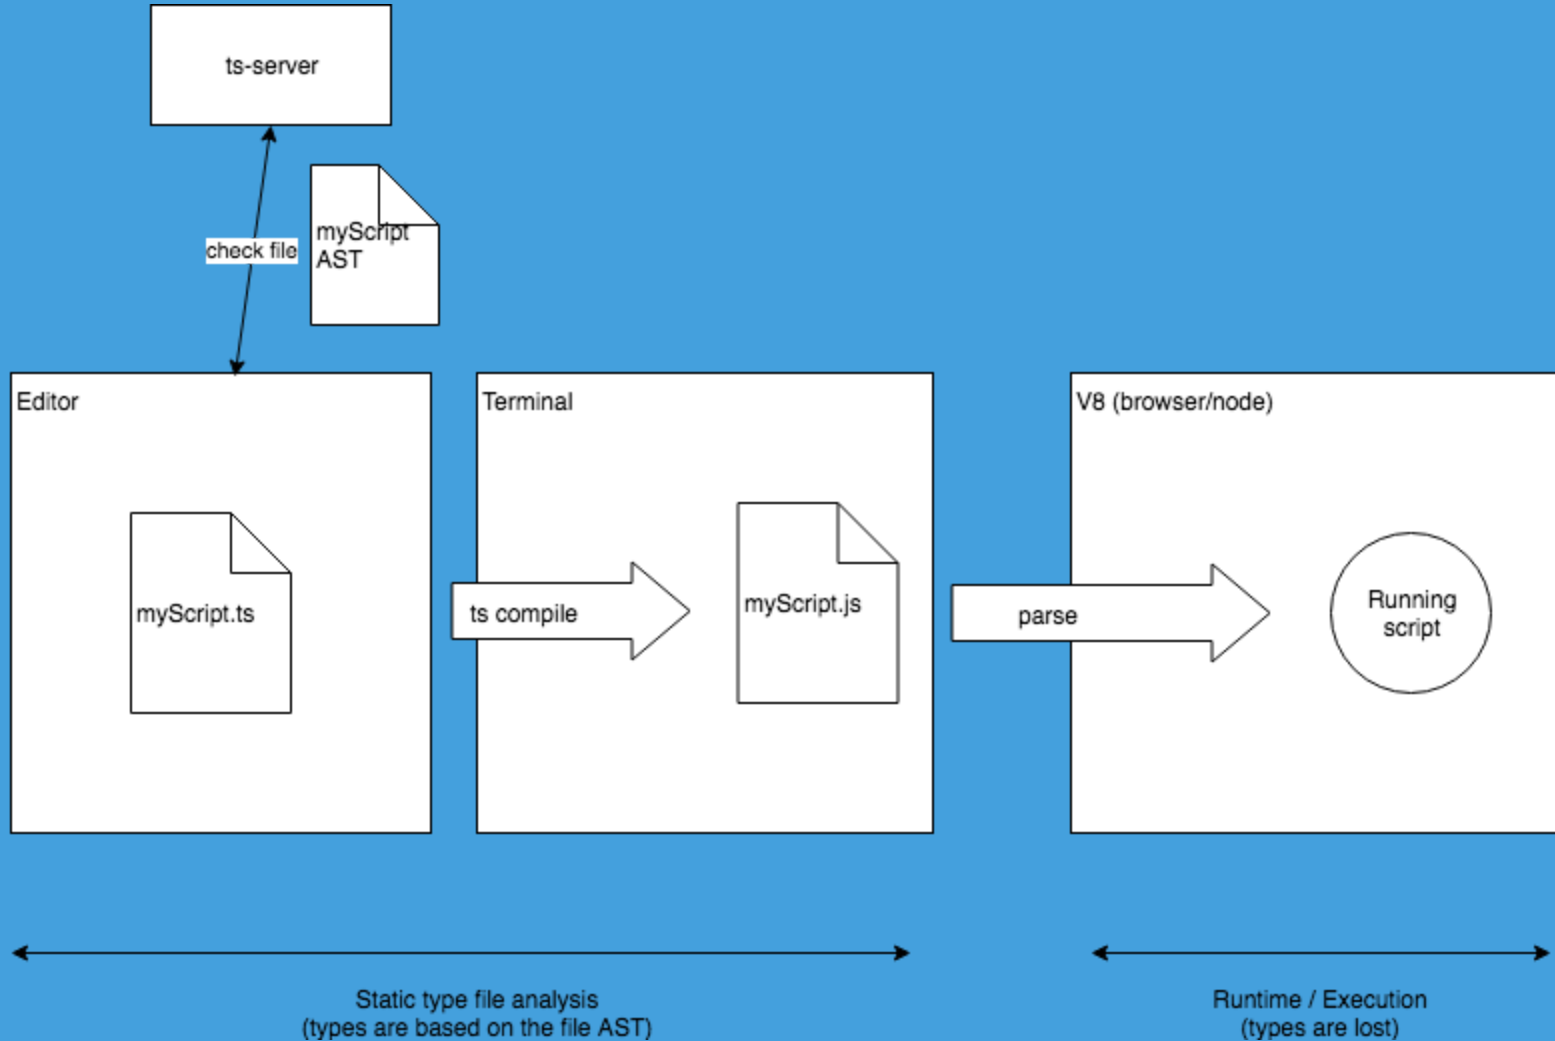 ts-server
check file
myScript
AST
Editor
myScript.ts
Terminal
ts compile
myScript.js
V8 (browser/node)
parse
Running
script
Static type file analysis
(types are based on the file AST)
Runtime / Execution
(types are lost)